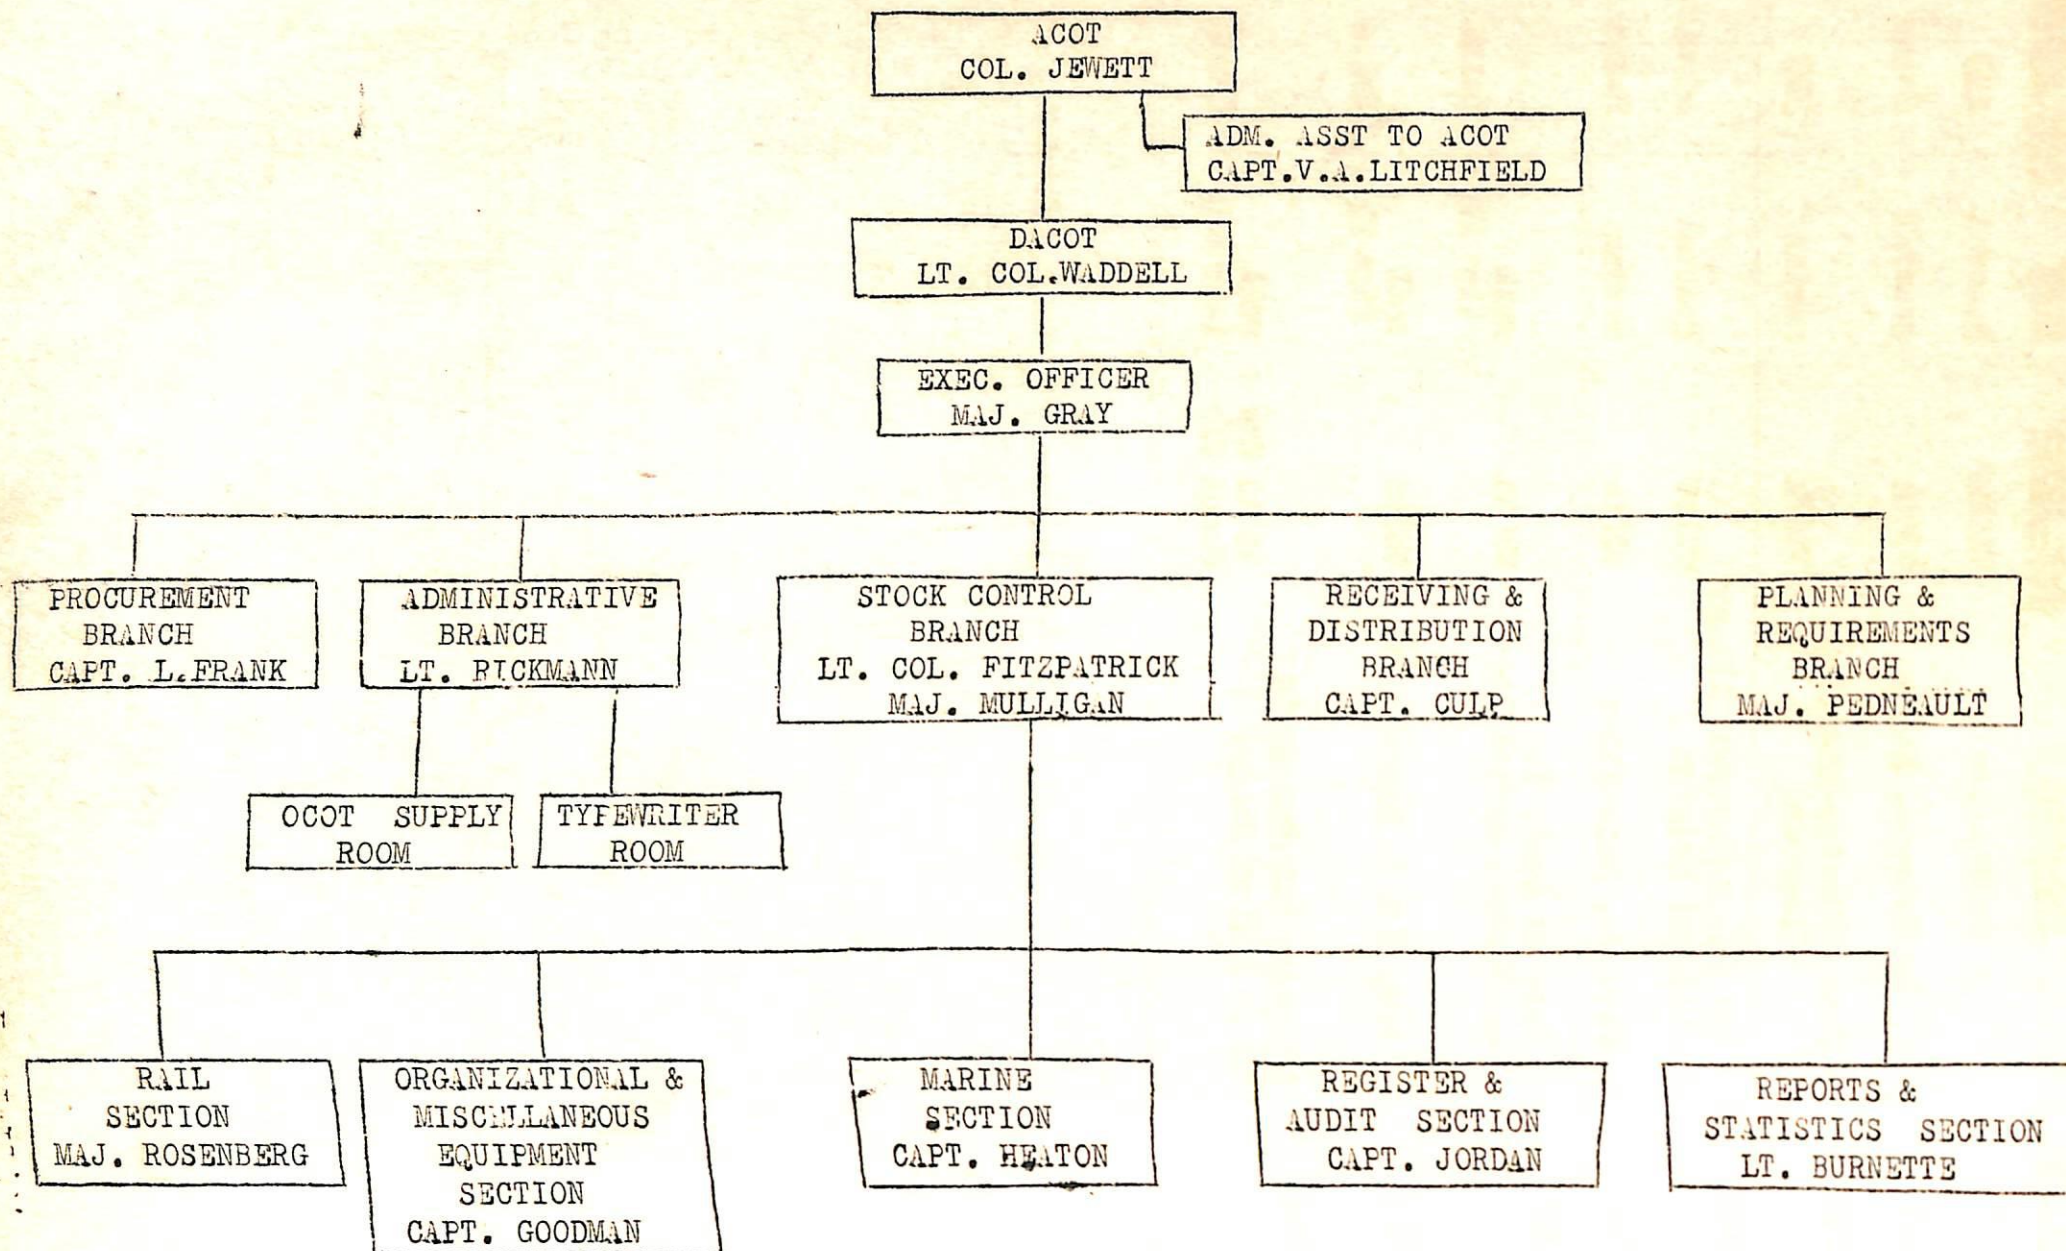 ACOT
COL. JEWETT
ADM. ASST TO ACOT
CAPT.V.A.LITCHFIELD
DACOT
LT. COL.WADDELL
EXEC. OFFICER
MAJ. GRAY
PROCUREMENT
BRANCH
CAPT. L.FRANK
ADMINISTRATIVE
BRANCH
LT. RICKMANN
STOCK CONTROL
BRANCH
LT. COL. FITZPATRICK
MAJ. MULLIGAN
RECEIVING &
DISTRIBUTION
BRANCH
CAPT. CULP
PLANNING &
REQUIREMENTS
BRANCH
MAJ. PEDNEAULT
OCOT SUPPLY
ROOM
TYPEWRITER
ROOM
RAIL
SECTION
MAJ. ROSENBERG
ORGANIZATIONAL &
MISCELLANEOUS
EQUIPMENT
SECTION
CAPT. GOODMAN
MARINE
SECTION
CAPT. HEATON
REGISTER &
AUDIT SECTION
CAPT. JORDAN
REPORTS &
STATISTICS SECTION
LT. BURNETTE